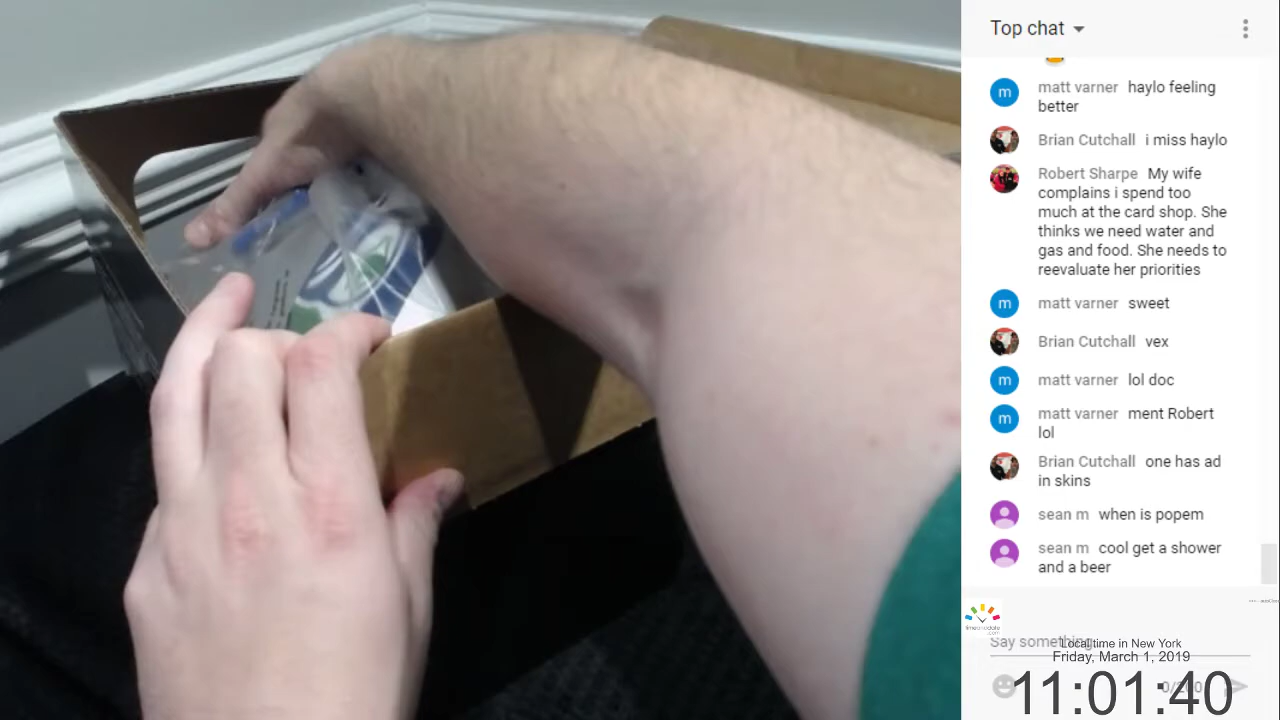 Top chat
matt varner haylo feeling
better
Brian Cutchall i miss haylo
Robert Sharpe My wife
complains i spend too
much at the card shop. She
thinks we need water and
gas and food. She needs to
reevaluate her priorities
matt varner sweet
Brian Cutchall vex
matt varner lol doc
matt varner ment Robert
lol
Brian Cutchall one has ad
in skins
sean m when is popem
sean m cool get a shower
and a beer
Say something...
Local time in New York
Friday, March 1, 2019
11:01:40